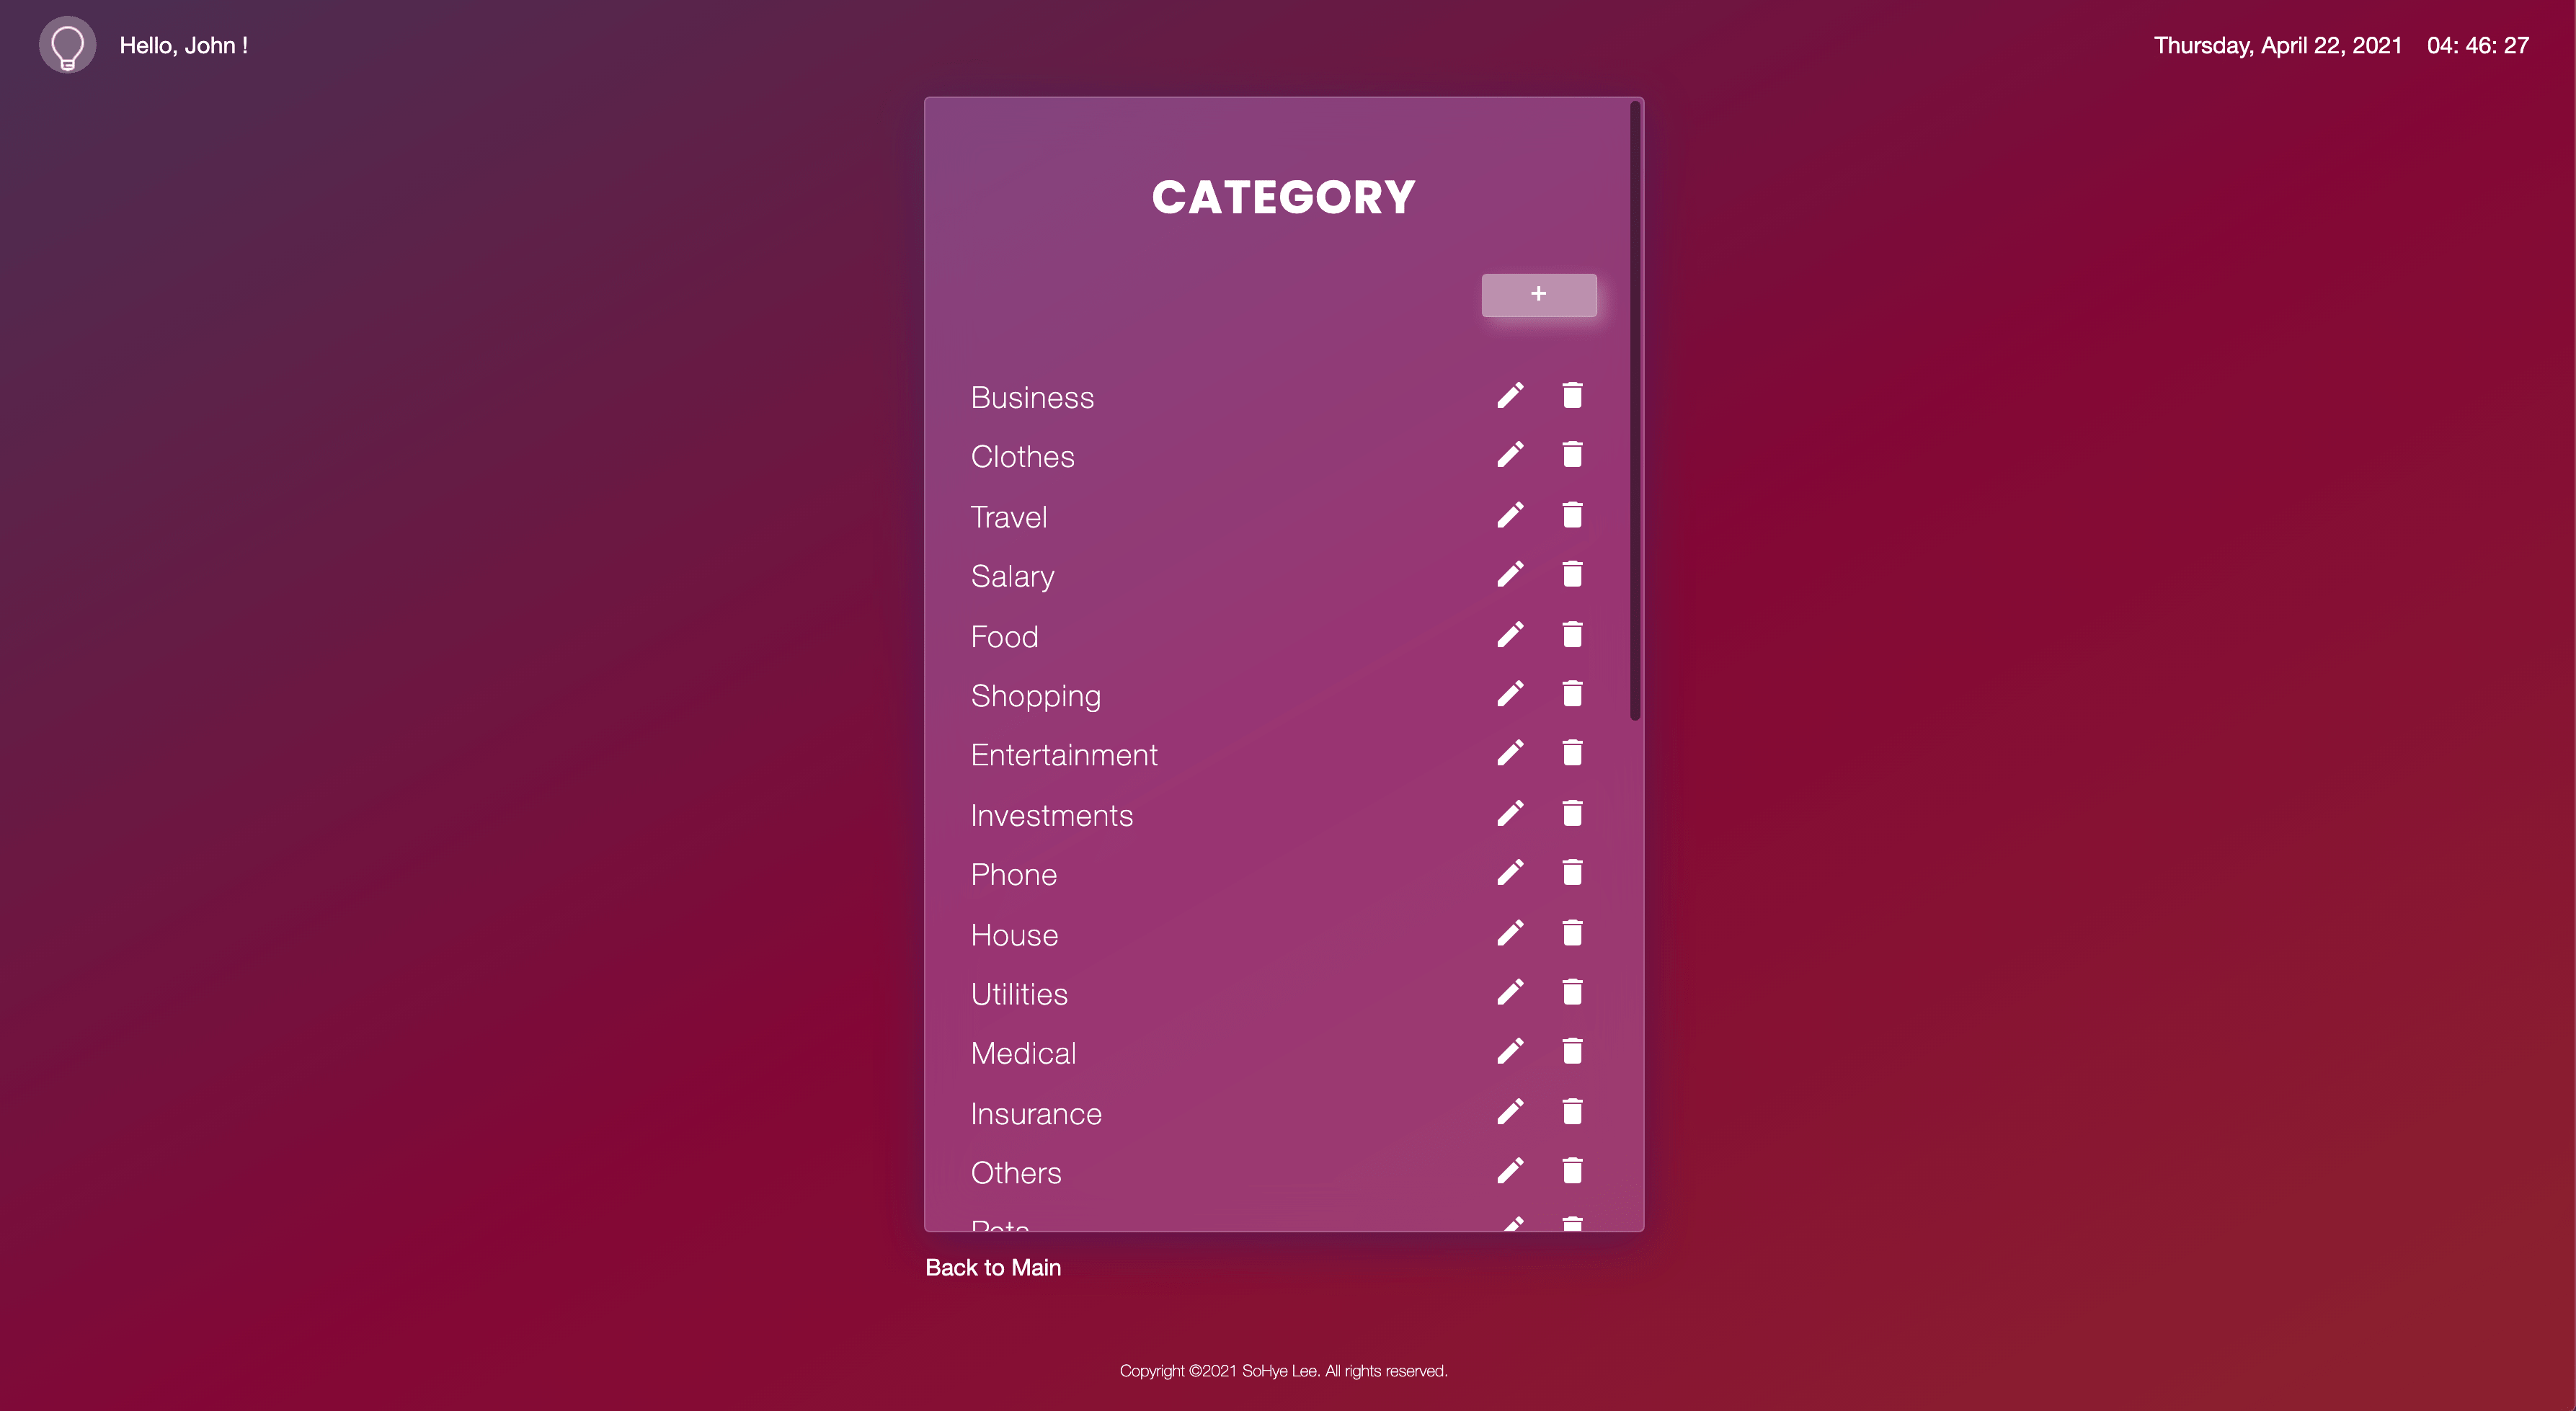 Hello, John !
Thursday, April 22, 2021 04: 46: 27
CATEGORY
+
Business
Clothes
Travel
Salary
Food
Shopping
Entertainment
Investments
Phone
House
Utilities
Medical
Insurance
Others
Pets
Back to Main
Copyright ©2021 SoHye Lee. All rights reserved.